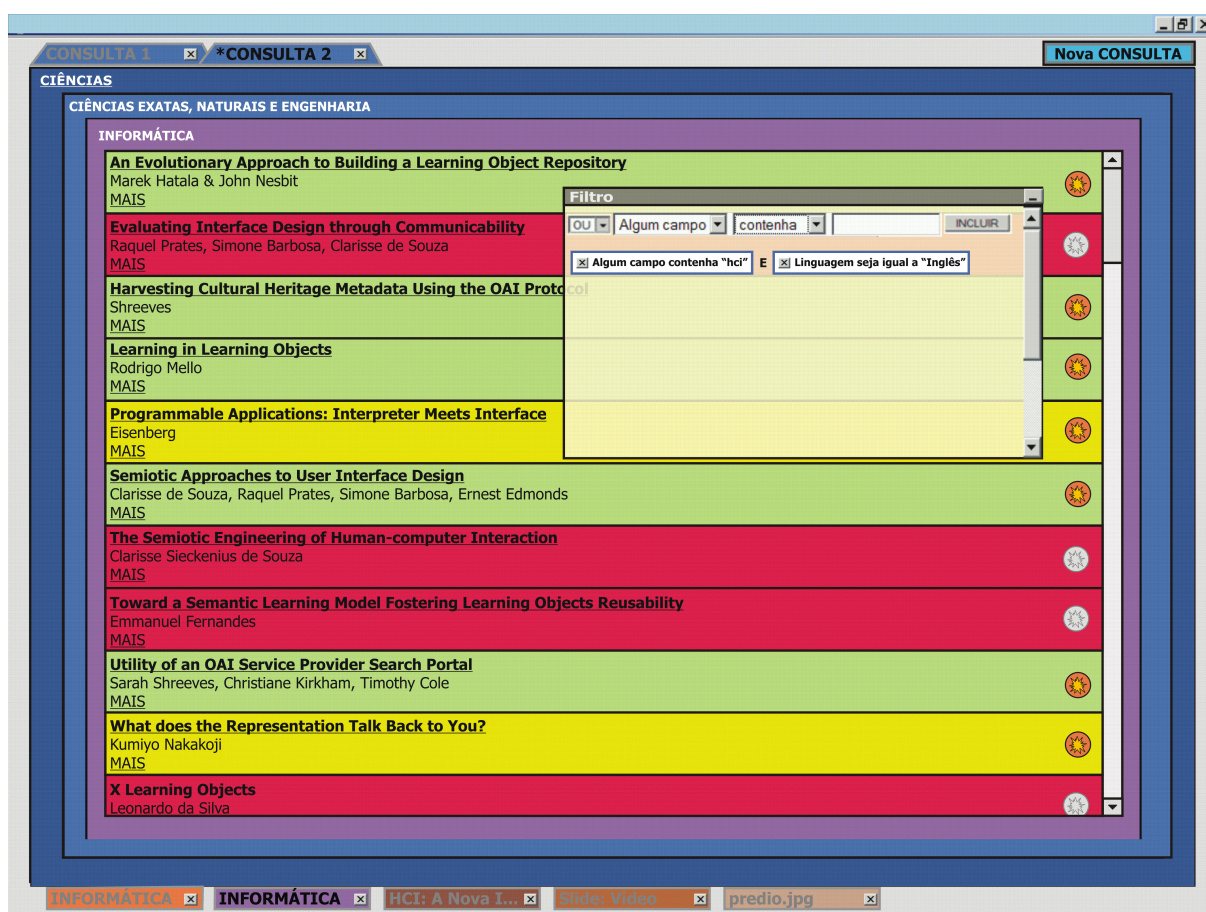 CONSULTA 1
*CONSULTA 2
Nova CONSULTA
CIÊNCIAS
CIÊNCIAS EXATAS, NATURAIS E ENGENHARIA
INFORMÁTICA
An Evolutionary Approach to Building a Learning Object Repository
Marek Hatala & John Nesbit
MAIS
Evaluating Interface Design through Communicability
Raquel Prates, Simone Barbosa, Clarisse de Souza
MAIS
Harvesting Cultural Heritage Metadata Using the OAI Protocol
Shreeves
MAIS
Learning in Learning Objects
Rodrigo Mello
MAIS
Programmable Applications: Interpreter Meets Interface
Eisenberg
MAIS
Semiotic Approaches to User Interface Design
Clarisse de Souza, Raquel Prates, Simone Barbosa, Ernest Edmonds
MAIS
The Semiotic Engineering of Human-computer Interaction
Clarisse Sieckenius de Souza
MAIS
Toward a Semantic Learning Model Fostering Learning Objects Reusability
Emmanuel Fernandes
MAIS
Utility of an OAI Service Provider Search Portal
Sarah Shreeves, Christiane Kirkham, Timothy Cole
MAIS
What does the Representation Talk Back to You?
Kumiyo Nakakoji
MAIS
X Learning Objects
Leonardo da Silva
Filtro
OU Algum campo contenha INCLUIR
Algum campo contenha "hci" E Linguagem seja igual a "Inglês"
INFORMÁTICA
INFORMÁTICA
HCI: A Nova I...
Slide: Vídeo
predio.jpg